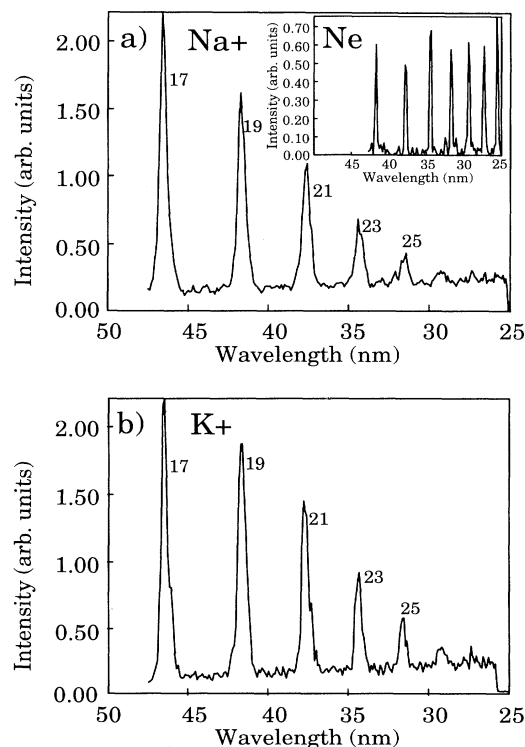 a) Na+
Intensity (arb. units)
2.00
1.50
1.00
0.50
0.00
17
19
21
23
25
50 45 40 35 30 25
Wavelength (nm)
Ne
Intensity (arb. units)
0.70
0.60
0.50
0.40
0.30
0.20
0.10
0.00
45 40 35 30 25
Wavelength (nm)
b) K+
Intensity (arb. units)
2.00
1.50
1.00
0.50
0.00
17
19
21
23
25
50 45 40 35 30 25
Wavelength (nm)